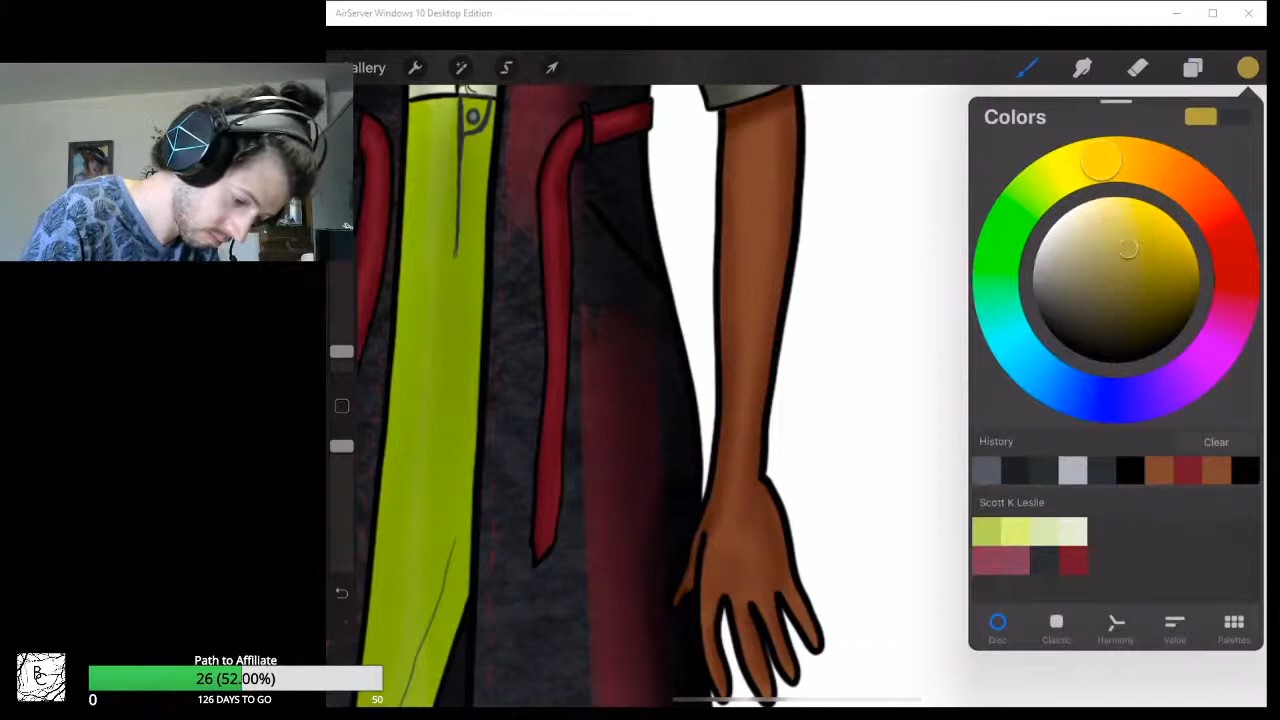 AirServer Windows 10 Desktop Edition
allery
Colors
History
Clear
Scott K Leslie
Disc
Classic
Harmony
Value
Palettes
Path to Affiliate
26 (52.00%)
0
126 DAYS TO GO
50